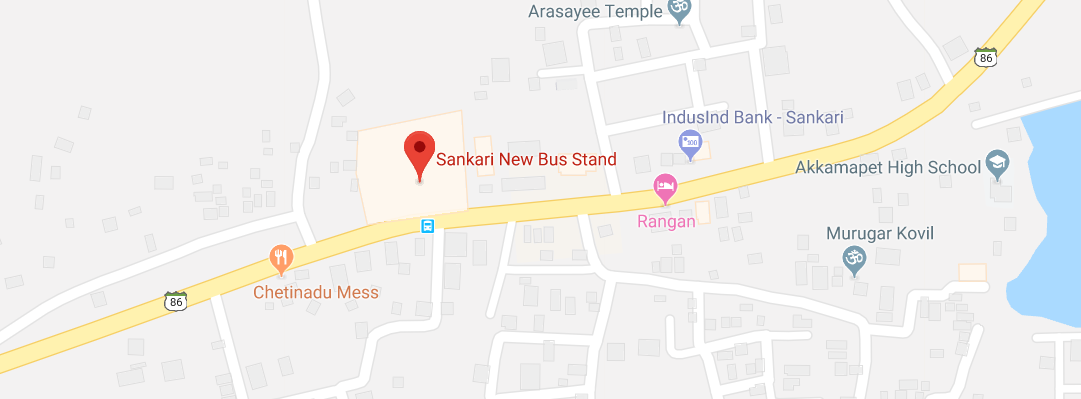 Arasayee Temple
86
IndusInd Bank - Sankari
Sankari New Bus Stand
Akkamapet High School
Rangan
Murugar Kovil
Chetinadu Mess
86